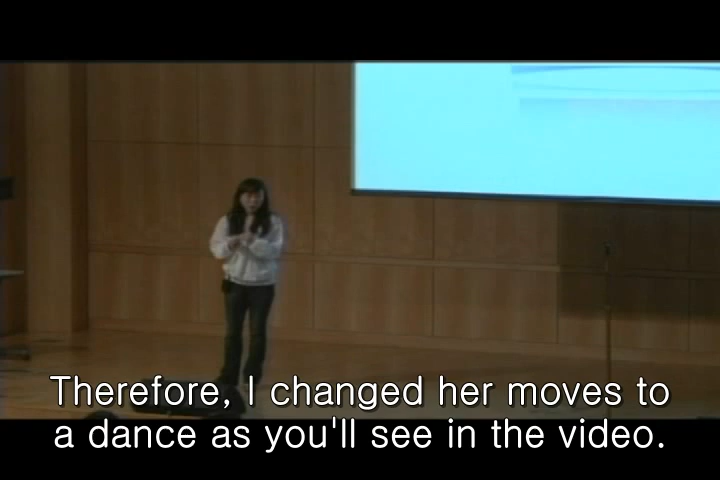 Therefore, I changed her moves to
a dance as you'll see in the video.